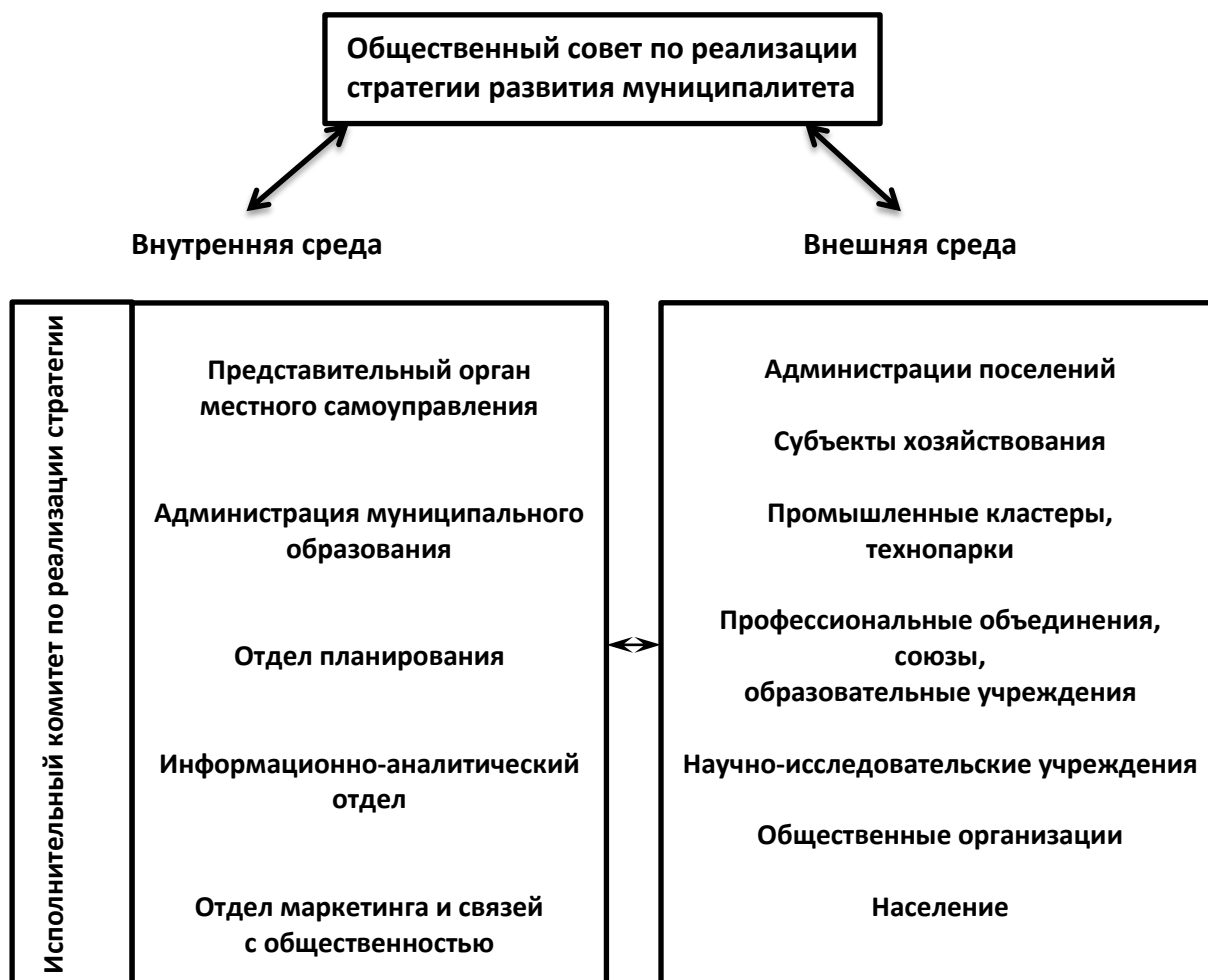 Общественный совет по реализации
стратегии развития муниципалитета
Внутренняя среда
Внешняя среда
Исполнительный комитет по реализации стратегии
Представительный орган
местного самоуправления
Администрация муниципального
образования
Отдел планирования
Информационно-аналитический
отдел
Отдел маркетинга и связей
с общественностью
Администрации поселений
Субъекты хозяйствования
Промышленные кластеры,
технопарки
Профессиональные объединения,
союзы,
образовательные учреждения
Научно-исследовательские учреждения
Общественные организации
Население